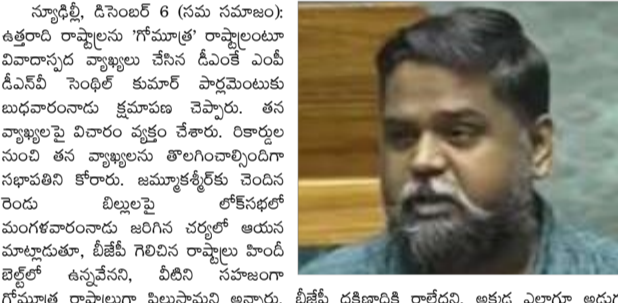 న్యూఢిల్లీ, డిసెంబర్ 6 (సమ సమాజం):
ఉత్తరాది రాష్ట్రాలను 'గోమూత్ర' రాష్ట్రాలంటూ
వివాదాస్పద వ్యాఖ్యలు చేసిన డీఎంకే ఎంపీ
డీఎన్‌వీ సెంథిల్ కుమార్ పార్లమెంటుకు
బుధవారంనాడు క్షమాపణ చెప్పారు. తన
వ్యాఖ్యలపై విచారం వ్యక్తం చేశారు. రికార్డుల
నుంచి తన వ్యాఖ్యలను తొలగించాల్సిందిగా
సభాపతిని కోరారు. జమ్మూకశ్మీర్‌కు చెందిన
రెండు బిల్లులపై లోక్‌సభలో
మంగళవారంనాడు జరిగిన చర్యలో ఆయన
మాట్లాడుతూ, బీజేపీ గెలిచిన రాష్ట్రాలు హిందీ
బెల్ట్‌లో ఉన్నవేనని, వీటిని సహజంగా
గోమూత్ర రాష్ట్రాలుగా పిలుస్తామని అన్నారు. బీజేపీ దక్షిణాదికి రాలేదని, అక్కడ ఎలాగూ